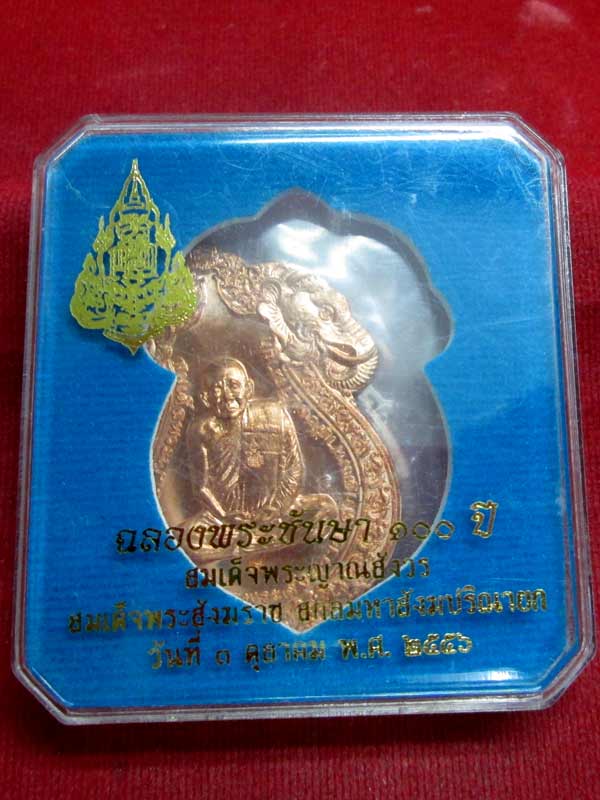 ฉลองพระชันษา ๑๐๐ ปี
สมเด็จพระญาณสังวร
สมเด็จพระสังฆราช สกลมหาสังฆปริณายก
วันที่ ๓ ตุลาคม พ.ศ. ๒๕๕๖